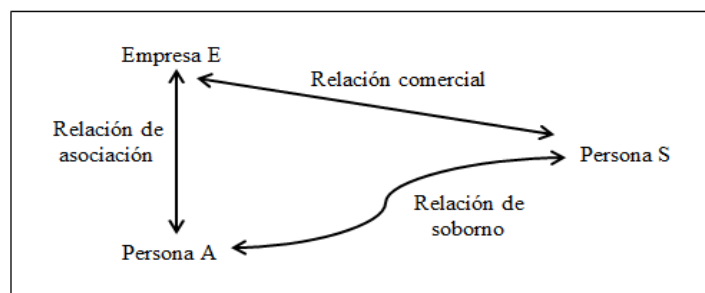 Empresa E
Relación comercial
Relación de
asociación
Persona S
Relación de
soborno
Persona A